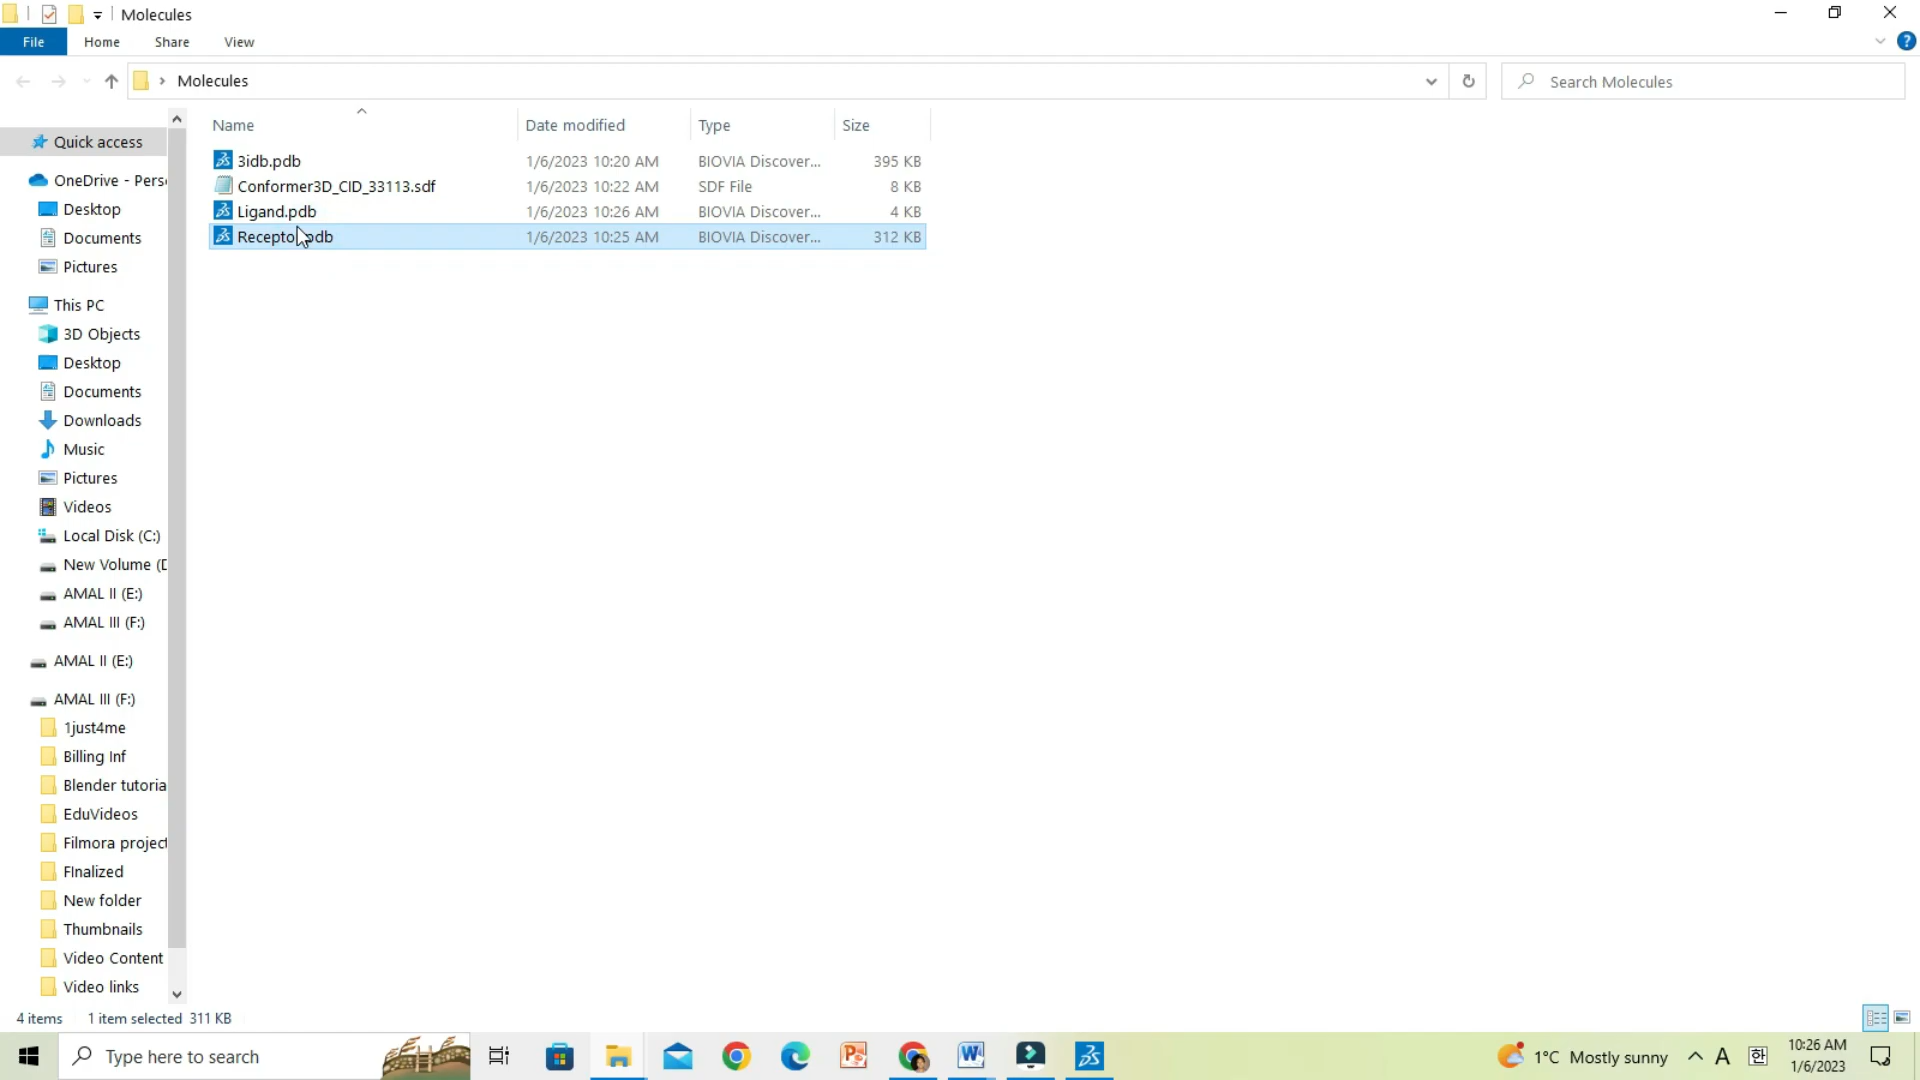 Molecules
File Home Share View
Molecules
Search Molecules
Name Date modified Type Size
3idb.pdb 1/6/2023 10:20 AM BIOVIA Discover... 395 KB
Conformer3D_CID_33113.sdf 1/6/2023 10:22 AM SDF File 8 KB
Ligand.pdb 1/6/2023 10:26 AM BIOVIA Discover... 4 KB
1/6/2023 10:25 AM BIOVIA Discover... 312 KB
Quick access
OneDrive - Pers
Desktop
Documents
Pictures
This PC
3D Objects
Desktop
Documents
Downloads
Music
Pictures
Videos
Local Disk (C:)
New Volume (D
AMAL II (E:)
AMAL III (F:)
AMAL II (E:)
AMAL III (F:)
1just4me
Billing Inf
Blender tutoria
EduVideos
Filmora project
FInalized
New folder
Thumbnails
Video Content
Video links
4 items 1 item selected 311 KB
Type here to search
1°C Mostly sunny
A 한
10:26 AM
1/6/2023